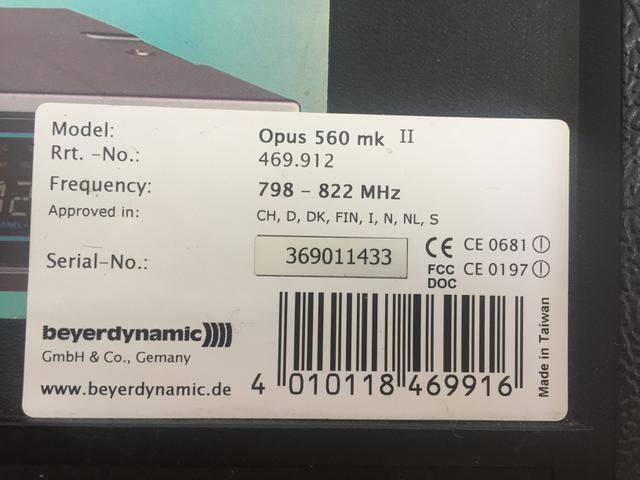 Model: Opus 560 mk II
Rrt. -No.: 469.912
Frequency: 798 - 822 MHz
Approved in: CH, D, DK, FIN, I, N, NL, S
Serial-No.: 369011433
CE CE 0681
FCC CE 0197
DOC
beyerdynamic
GmbH & Co., Gemany
www.beyerdynamic.de
4 010118 469916
Made in Taiwan